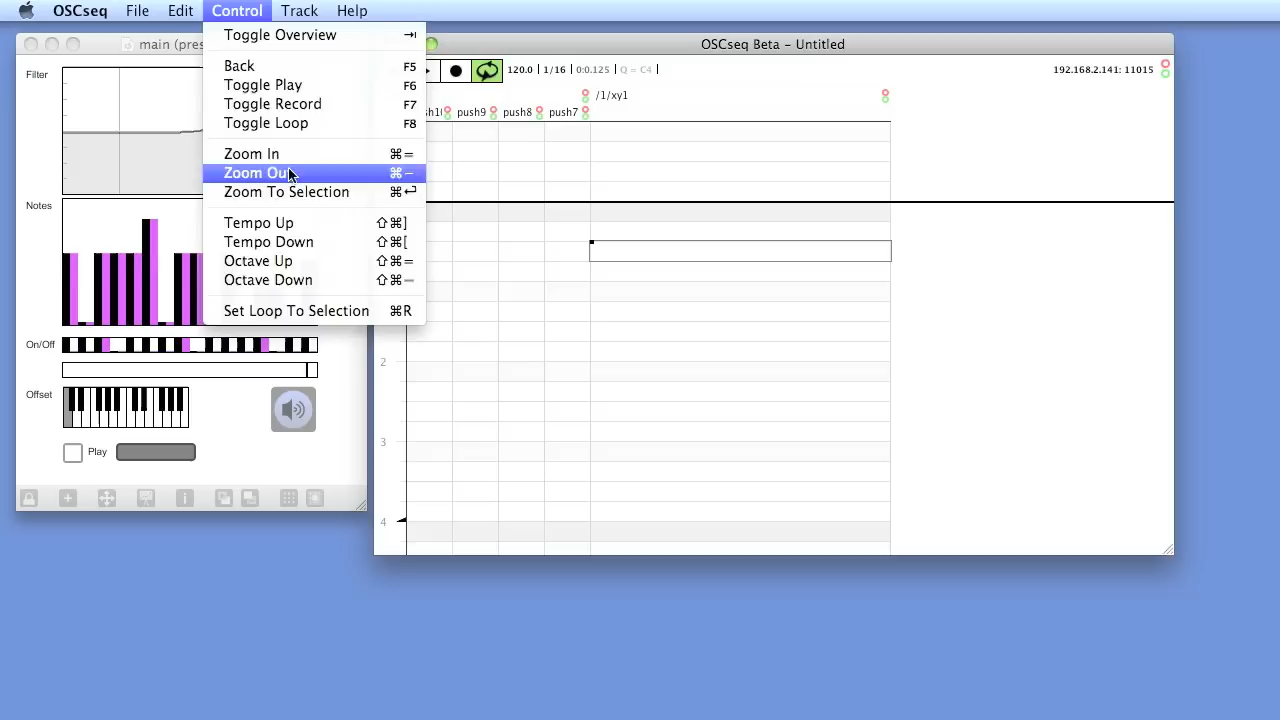 OSCseq File Edit Control Track Help
main (pres
OSCseq Beta – Untitled
Toggle Overview ⇥
Back F5
Toggle Play F6
Toggle Record F7
Toggle Loop F8
Zoom In ⌘=
Zoom Ou ⌘−
Zoom To Selection ⌘↩
Tempo Up ⇧⌘]
Tempo Down ⇧⌘[
Octave Up ⇧⌘=
Octave Down ⇧⌘−
Set Loop To Selection ⌘R
Filter
Notes
On/Off
Offset
Play
120.0 | 1/16 | 0:0.125 | Q = C4 |
192.168.2.141: 11015
/1/xy1
push9 push8 push7
2
3
4